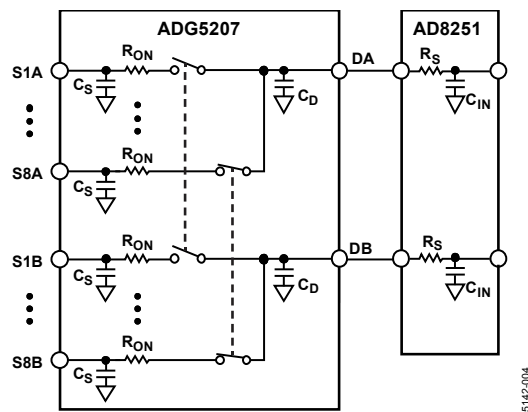 ADG5207
AD8251
S1A
RON
CS
CD
DA
RS
CIN
S8A
RON
CS
S1B
RON
CS
CD
DB
RS
CIN
S8B
RON
CS
5142-004